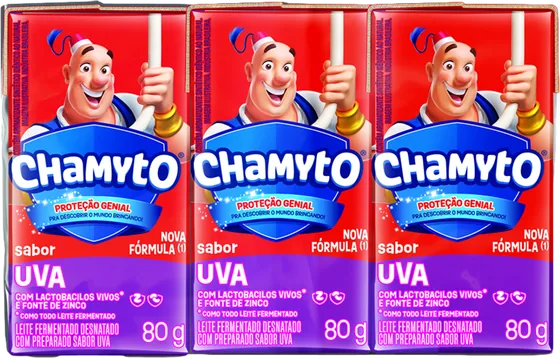 CHAMYTO®
PROTEÇÃO GENIAL
PRA DESCOBRIR O MUNDO BRINCANDO!
NOVA
FÓRMULA (1)
sabor
UVA
COM LACTOBACILOS VIVOS*
E FONTE DE ZINCO
* COMO TODO LEITE FERMENTADO
LEITE FERMENTADO DESNATADO
COM PREPARADO SABOR UVA
80 g
CHAMYTO®
PROTEÇÃO GENIAL
PRA DESCOBRIR O MUNDO BRINCANDO!
NOVA
FÓRMULA (1)
sabor
UVA
COM LACTOBACILOS VIVOS*
E FONTE DE ZINCO
* COMO TODO LEITE FERMENTADO
LEITE FERMENTADO DESNATADO
COM PREPARADO SABOR UVA
80 g
CHAMYTO®
PROTEÇÃO GENIAL
PRA DESCOBRIR O MUNDO BRINCANDO!
NOVA
FÓRMULA (1)
sabor
UVA
COM LACTOBACILOS VIVOS*
E FONTE DE ZINCO
* COMO TODO LEITE FERMENTADO
LEITE FERMENTADO DESNATADO
COM PREPARADO SABOR UVA
80 g